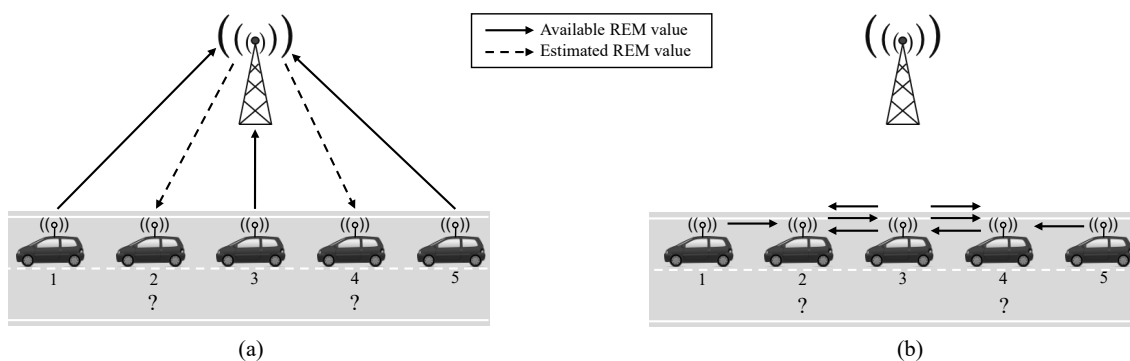 Available REM value
Estimated REM value
1 2 3 4 5
? ?
(a)
1 2 3 4 5
? ?
(b)